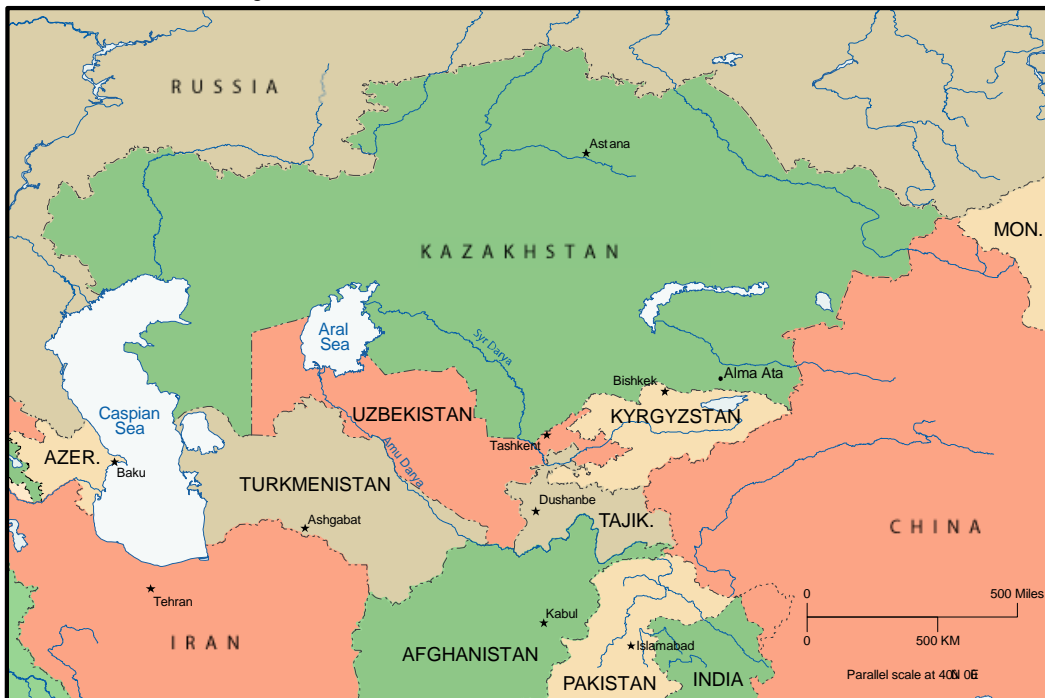 RUSSIA
Astana
MON.
KAZAKHSTAN
Aral
Sea
Syr Darya
Alma Ata
Bishkek
Caspian
Sea
UZBEKISTAN
KYRGYZSTAN
Tashkent
AZER.
Baku
Amu Darya
TURKMENISTAN
Dushanbe
TAJIK.
Ashgabat
CHINA
Tehran
0 500 Miles
0 500 KM
Kabul
IRAN
AFGHANISTAN
Islamabad
PAKISTAN
INDIA
Parallel scale at 40